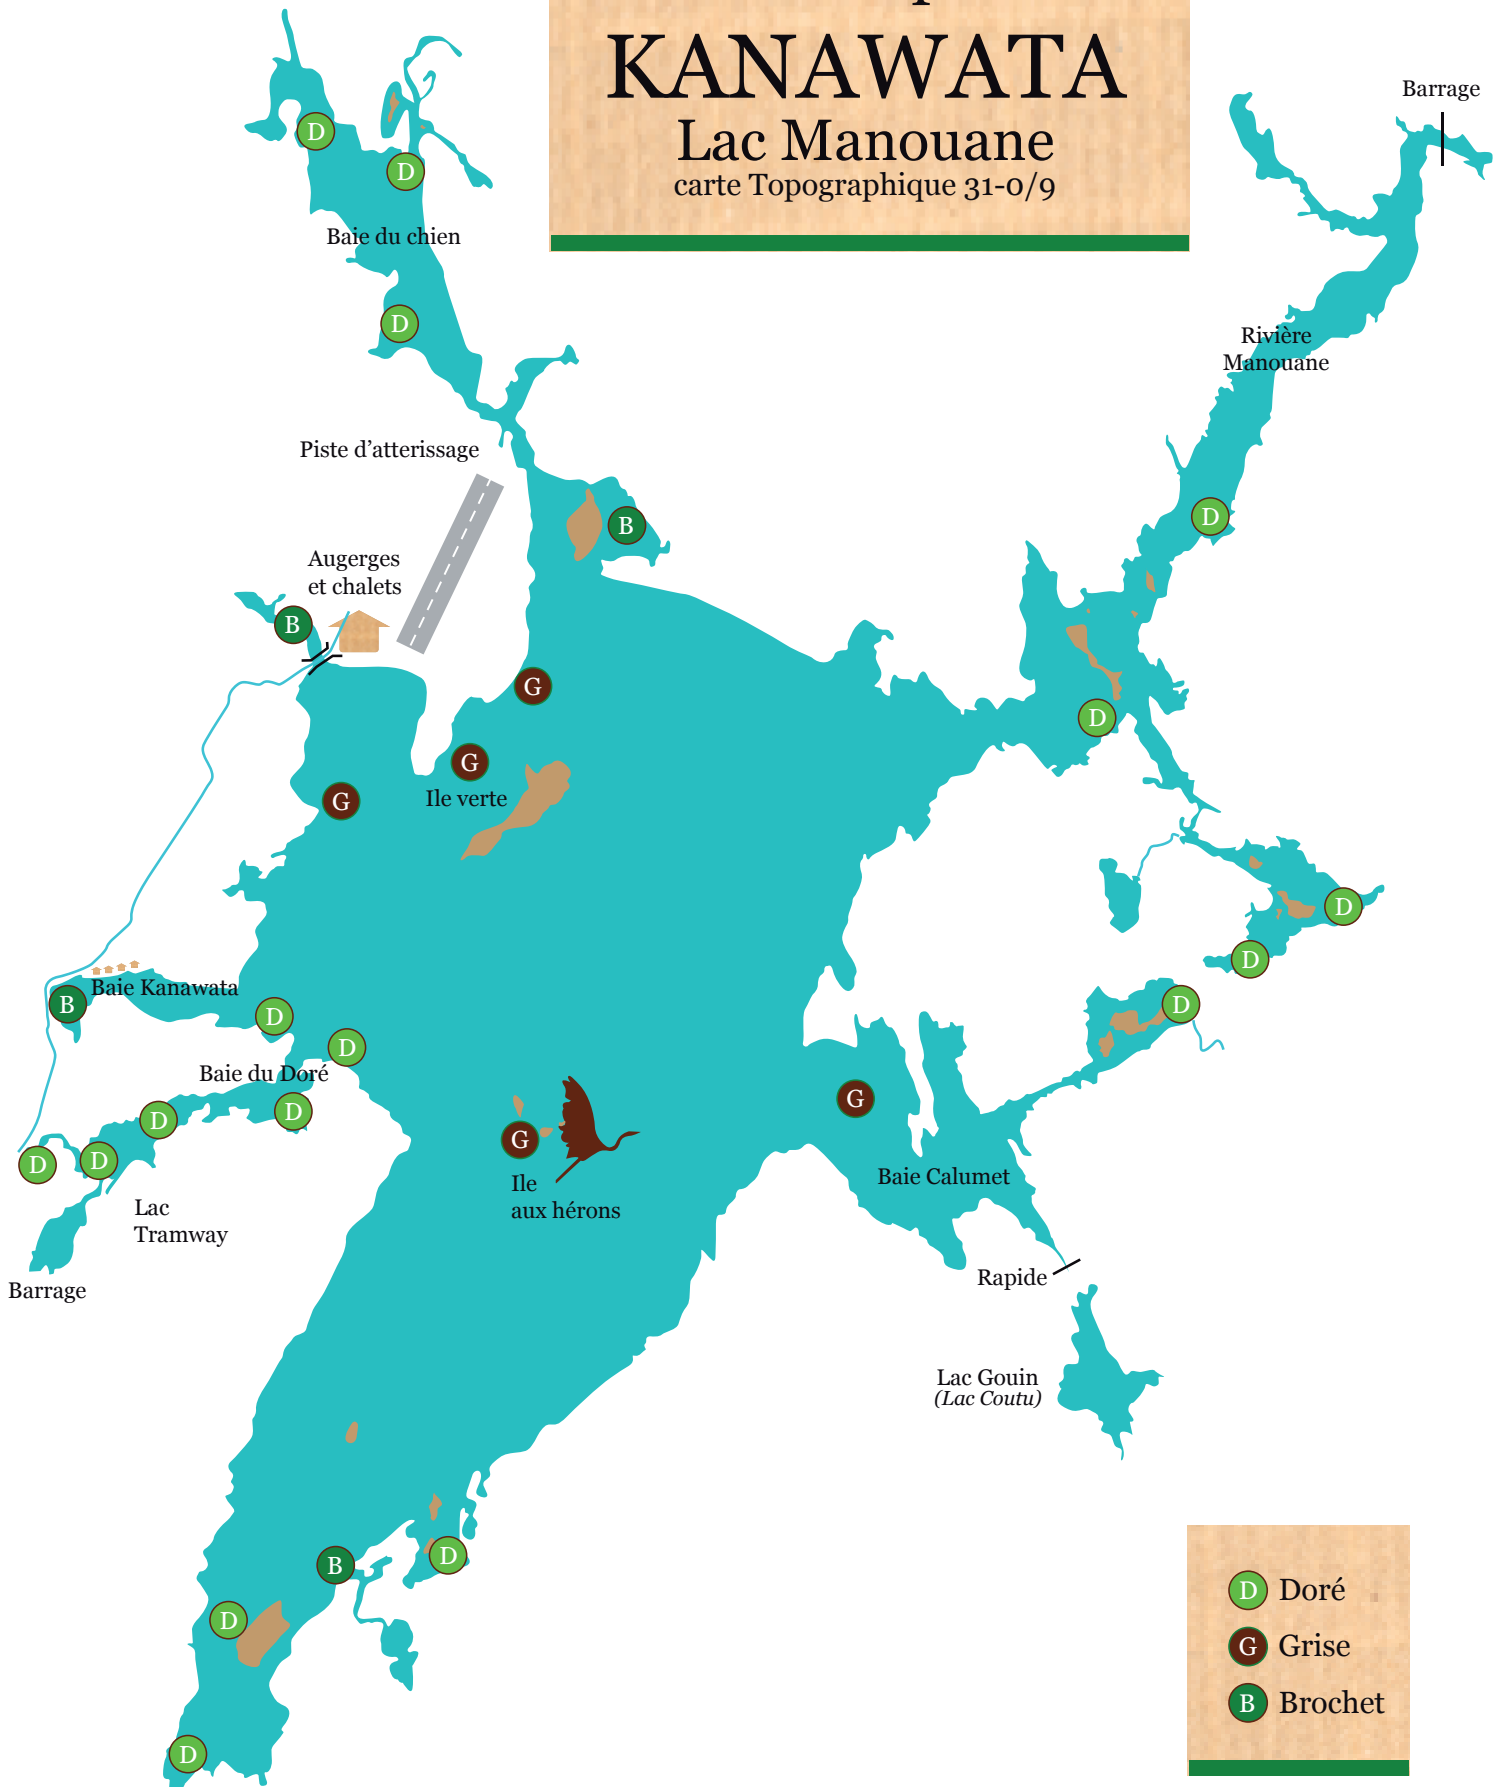 KANAWATA
Lac Manouane
carte Topographique 31-0/9
Barrage
D
D
Baie du chien
D
Rivière
Manouane
Piste d'atterissage
D
B
Augerges
et chalets
B
G
D
G
Ile verte
G
D
D
Baie Kanawata
B
D
D
D
Baie du Doré
G
D
D
G
D
D
Ile
aux hérons
Baie Calumet
Lac
Tramway
Barrage
Rapide
Lac Gouin
(Lac Coutu)
D
B
D
D
D Doré
G Grise
B Brochet